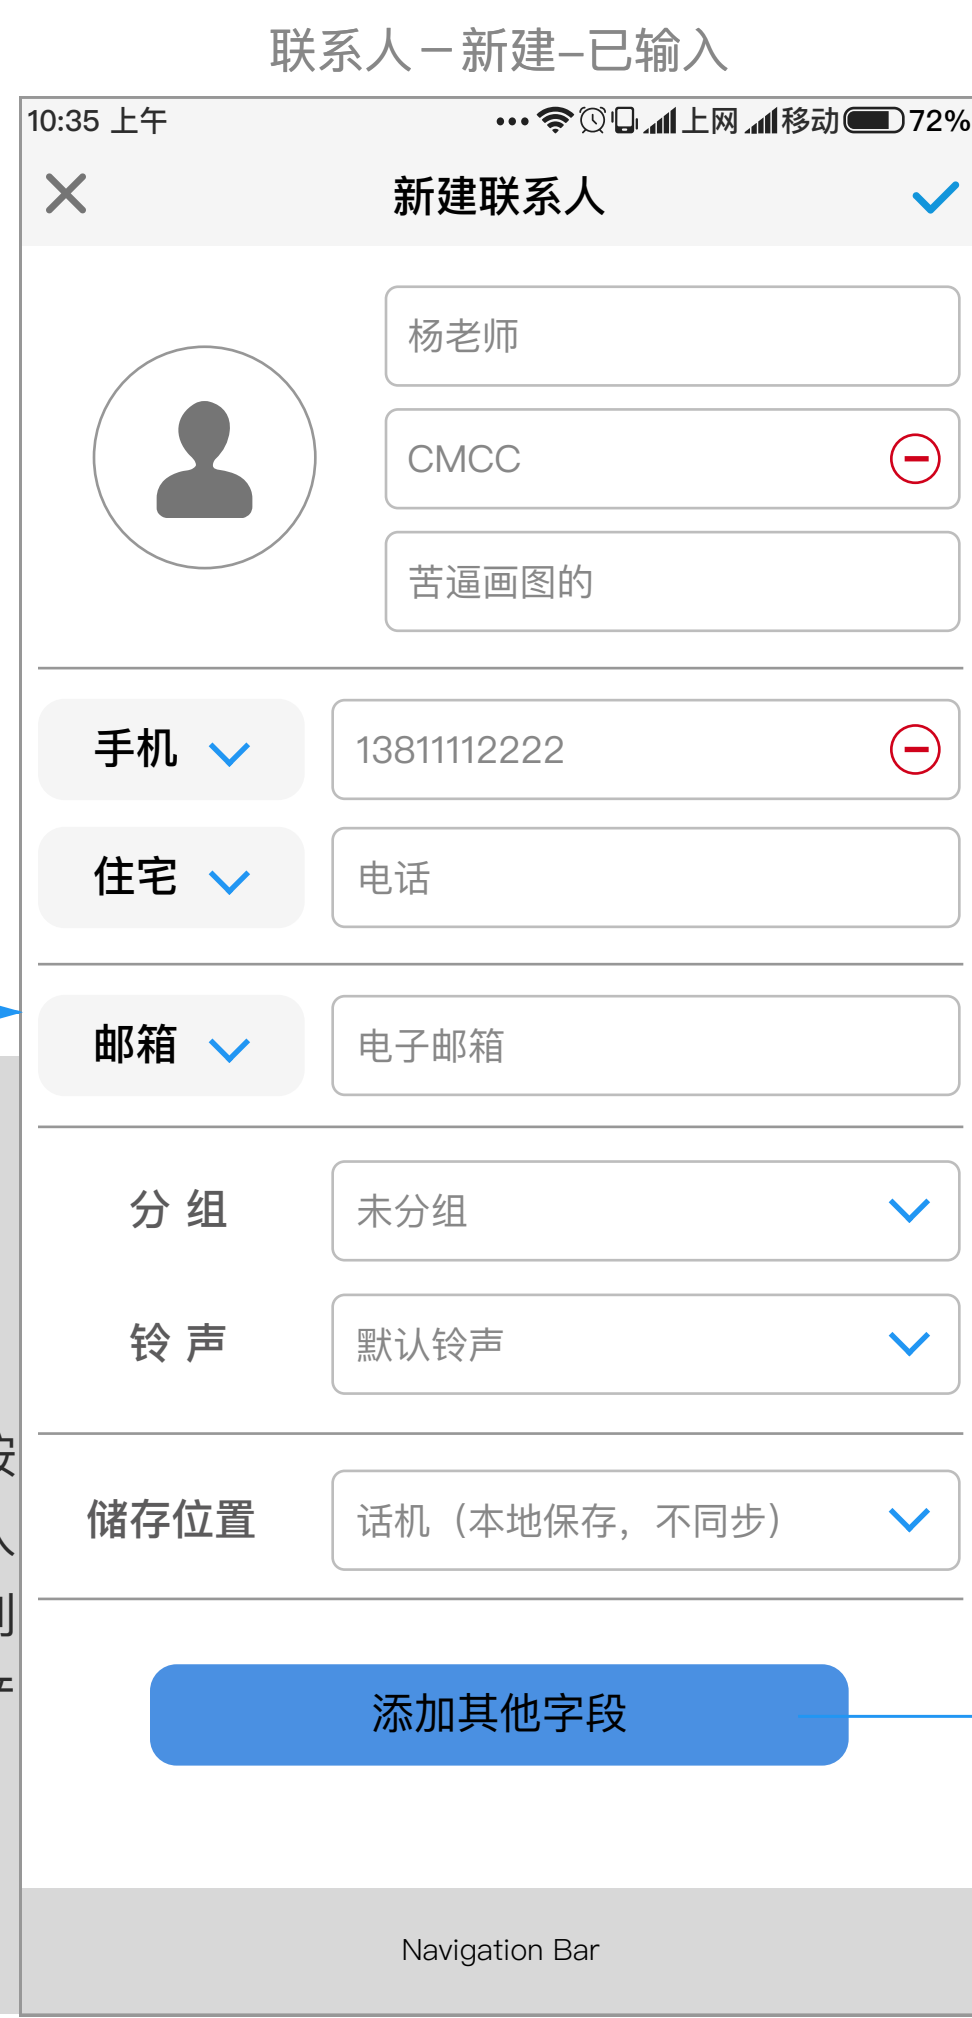 联系人－新建–已输入
10:35 上午
上网 移动 72%
新建联系人
杨老师
CMCC
苦逼画图的
手机 13811112222
住宅 电话
邮箱 电子邮箱
分 组 未分组
铃 声 默认铃声
储存位置 话机（本地保存，不同步）
添加其他字段
Navigation Bar